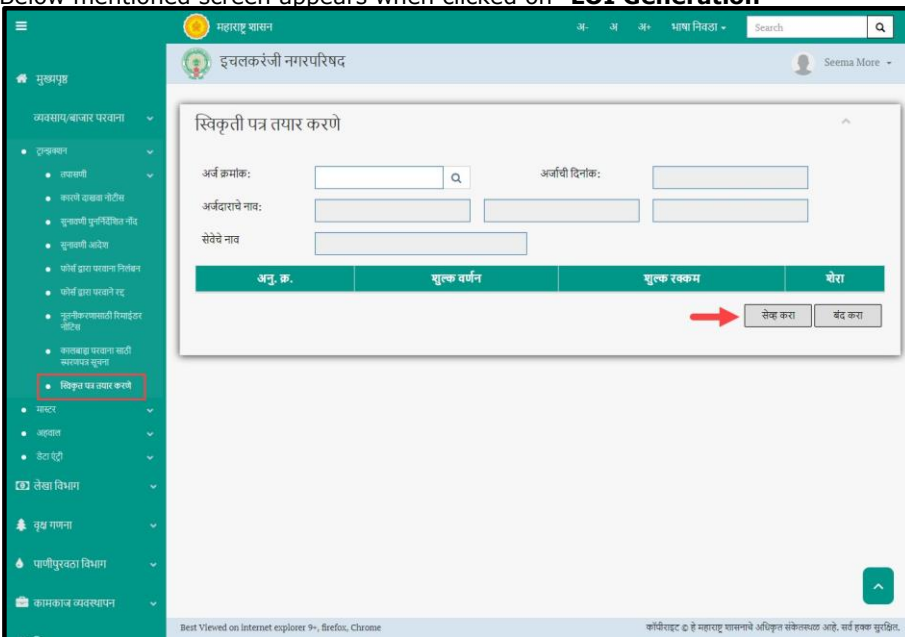 Below mentioned screen appears when clicked on "LOI Generation"
महाराष्ट्र शासन
अ- अ अ+ भाषा निवडा Search
इचलकरंजी नगरपरिषद
Seema More
मुख्यपृष्ठ
व्यवसाय/बाजार परवाना
ट्रान्झक्शन
तपासणी
कारणे दाखवा नोटीस
सुनावणी पूनर्निर्देशित नोंद
सुनावणी आदेश
फोर्स द्वारा परवाना निलंबन
फोर्स द्वारा परवाने रद्द
नूतनीकरणासाठी रिमाईंडर
नोटिस
कालबाह्य परवाना साठी
स्मरणपत्र सूचना
स्विकृत पत्र तयार करणे
मास्टर
अहवाल
डेटा एंट्री
लेखा विभाग
वृक्ष गणना
पाणीपुरवठा विभाग
कामकाज व्यवस्थापन
स्विकृती पत्र तयार करणे
अर्ज क्रमांक:
अर्जाची दिनांक:
अर्जदाराचे नाव:
सेवेचे नाव
अनु. क्र. शुल्क वर्णन शुल्क रक्कम शेरा
सेव्ह करा बंद करा
Best Viewed on internet explorer 9+, firefox, Chrome
कॉपीराइट © हे महाराष्ट्र शासनाचे अधिकृत संकेतस्थळ आहे. सर्व हक्क सुरक्षित.